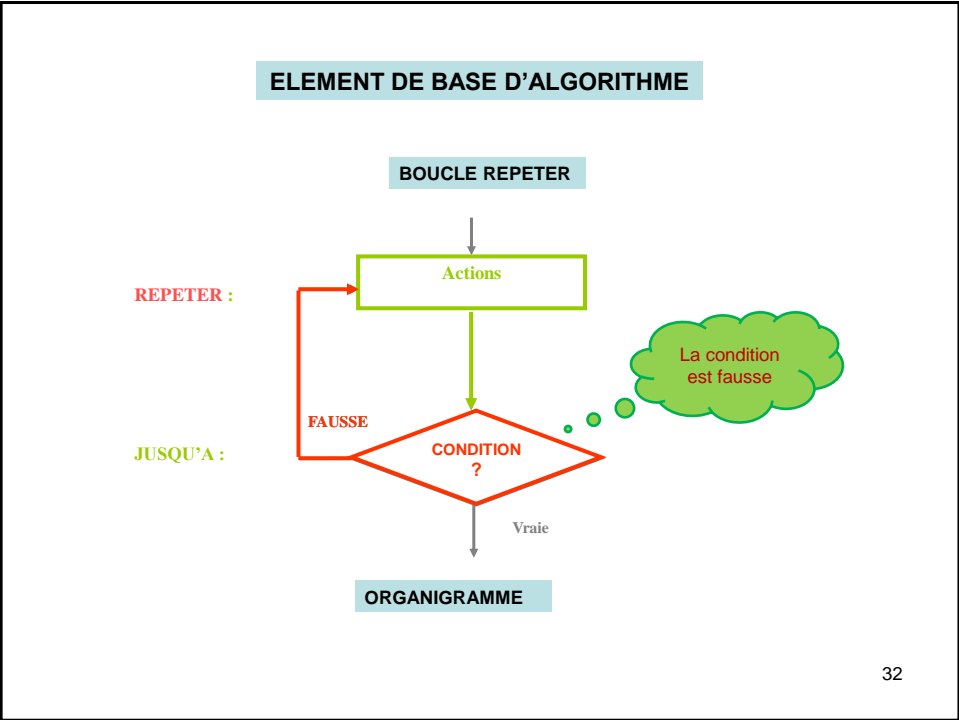 ELEMENT DE BASE D'ALGORITHME
BOUCLE REPETER
Actions
REPETER :
La condition
est fausse
FAUSSE
JUSQU'A :
CONDITION
?
Vraie
ORGANIGRAMME
32